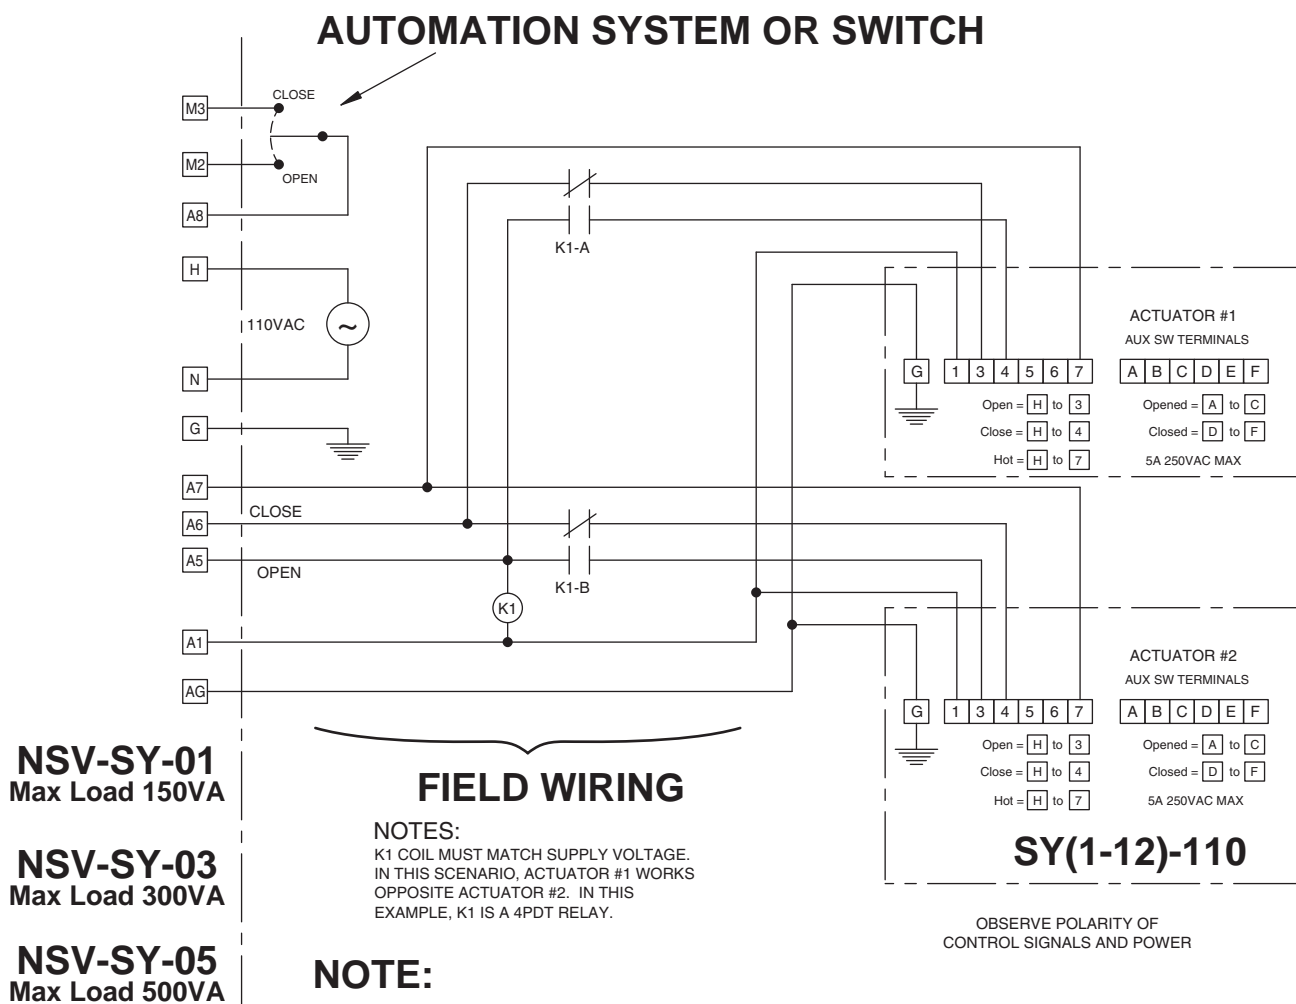 AUTOMATION SYSTEM OR SWITCH
M3
CLOSE
M2
OPEN
A8
H
110VAC
~
N
G
A7
CLOSE
A6
A5
OPEN
K1
A1
AG
K1-A
K1-B
ACTUATOR #1
AUX SW TERMINALS
G 1 3 4 5 6 7 A B C D E F
Open = H to 3 Opened = A to C
Close = H to 4 Closed = D to F
Hot = H to 7 5A 250VAC MAX
ACTUATOR #2
AUX SW TERMINALS
G 1 3 4 5 6 7 A B C D E F
Open = H to 3 Opened = A to C
Close = H to 4 Closed = D to F
Hot = H to 7 5A 250VAC MAX
SY(1-12)-110
OBSERVE POLARITY OF
CONTROL SIGNALS AND POWER
NSV-SY-01
Max Load 150VA
NSV-SY-03
Max Load 300VA
NSV-SY-05
Max Load 500VA
FIELD WIRING
NOTES:
K1 COIL MUST MATCH SUPPLY VOLTAGE.
IN THIS SCENARIO, ACTUATOR #1 WORKS
OPPOSITE ACTUATOR #2. IN THIS
EXAMPLE, K1 IS A 4PDT RELAY.
NOTE: